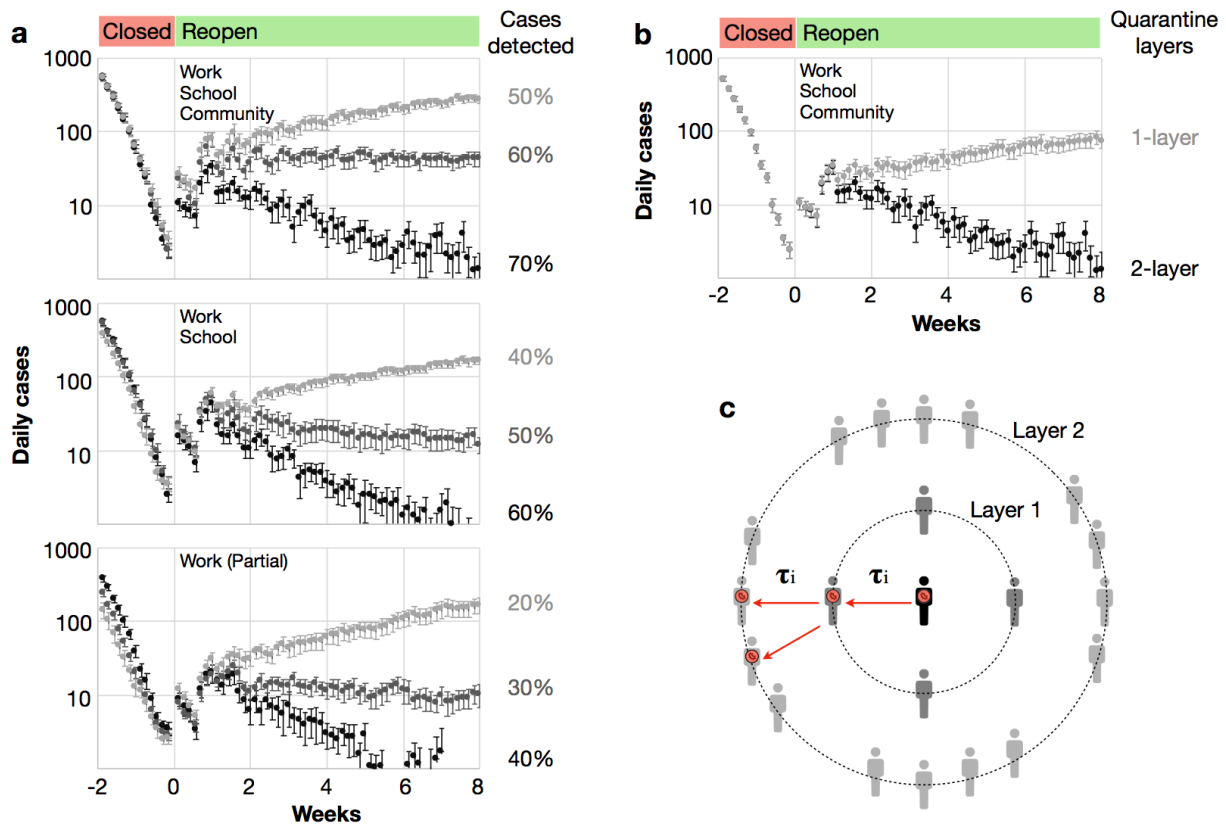 a
Closed
Reopen
Cases
detected
1000
100
10
Work
School
Community
50%
60%
70%
1000
100
10
Work
School
Daily cases
40%
50%
60%
1000
100
10
Work (Partial)
20%
30%
40%
-2
0
2
4
6
8
Weeks
b
Closed
Reopen
Quarantine
layers
1000
100
10
Daily cases
Work
School
Community
1-layer
2-layer
-2
0
2
4
6
8
Weeks
c
Layer 2
Layer 1
τi
τi